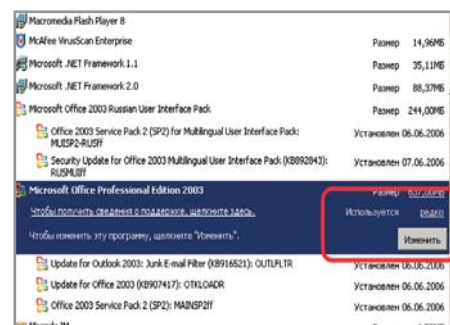 Macromedia Flash Player 8
McAfee VirusScan Enterprise Размер 14,96МБ
Microsoft .NET Framework 1.1 Размер 35,11МБ
Microsoft .NET Framework 2.0 Размер 88,37МБ
Microsoft Office 2003 Russian User Interface Pack Размер 244,00МБ
Office 2003 Service Pack 2 (SP2) for Multilingual User Interface Pack: Установлен 06.06.2006
MUISP2-RUSff
Security Update for Office 2003 Multilingual User Interface Pack (KB892843): Установлен 07.06.2006
RUSMUIff
Microsoft Office Professional Edition 2003 Размер 637,00МБ
Чтобы получить сведения о поддержке, щелкните здесь. Используется редко
Чтобы изменить эту программу, щелкните "Изменить". Изменить
Update for Outlook 2003: Junk E-mail Filter (KB916521): OUTLFLTR Установлен 06.06.2006
Update for Office 2003 (KB907417): OTKLOADR Установлен 06.06.2006
Office 2003 Service Pack 2 (SP2): MAINSP2ff Установлен 06.06.2006